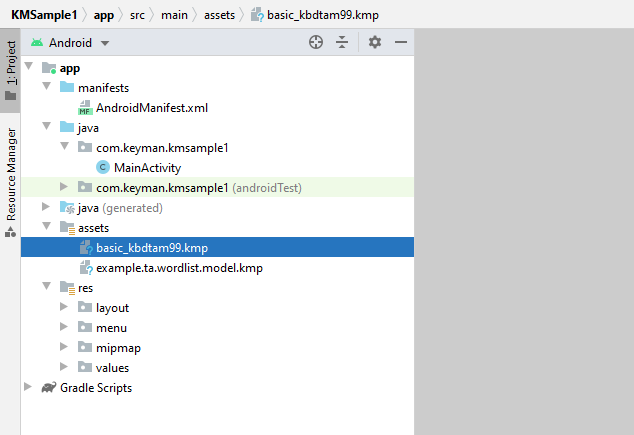 KMSample1 app src main assets basic_kbdtam99.kmp
Android
1: Project
Resource Manager
app
manifests
MF AndroidManifest.xml
java
com.keyman.kmsample1
C MainActivity
com.keyman.kmsample1 (androidTest)
java (generated)
assets
basic_kbdtam99.kmp
example.ta.wordlist.model.kmp
res
layout
menu
mipmap
values
Gradle Scripts